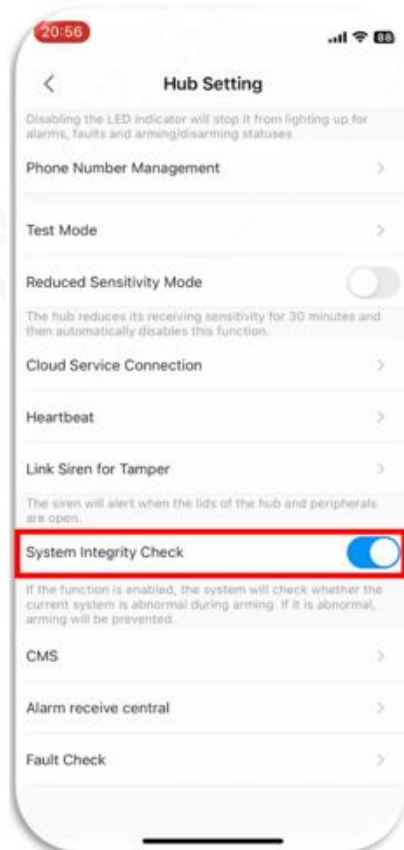 20:56
88
Hub Setting
Disabling the LED indicator will stop it from lighting up for
alarms, faults and arming/disarming statuses
Phone Number Management
Test Mode
Reduced Sensitivity Mode
The hub reduces its receiving sensitivity for 30 minutes and
then automatically disables this function.
Cloud Service Connection
Heartbeat
Link Siren for Tamper
The siren will alert when the lids of the hub and peripherals
are open.
System Integrity Check
If the function is enabled, the system will check whether the
current system is abnormal during arming. If it is abnormal,
arming will be prevented.
CMS
Alarm receive central
Fault Check